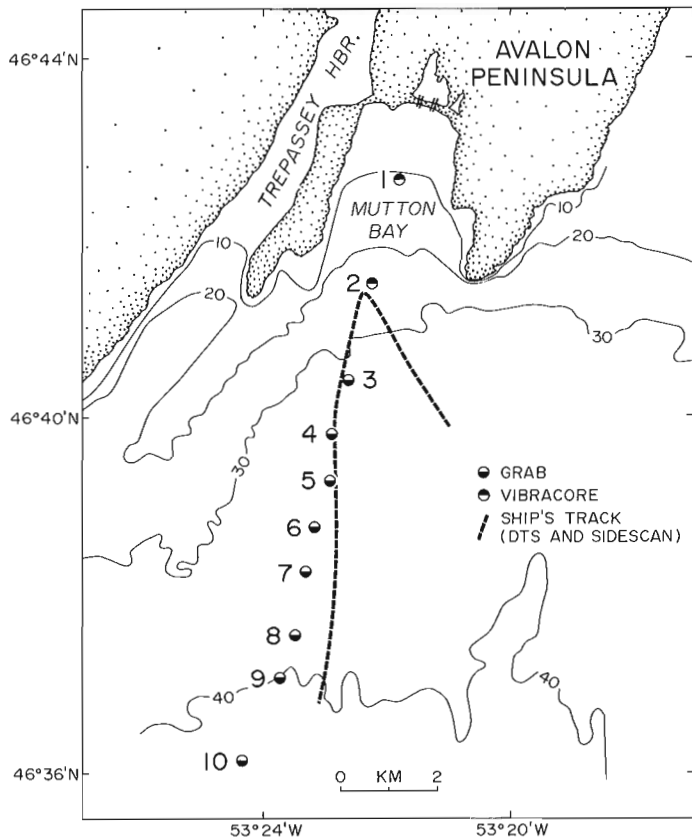 46°44'N
TREPASSEY HBR.
AVALON
PENINSULA
1
MUTTON
BAY
10
10
20
20
2
30
30
3
46°40'N
4
5
GRAB
VIBRACORE
SHIP'S TRACK
(DTS AND SIDESCAN)
6
7
8
9
40
40
10
0 KM 2
46°36'N
53°24'W
53°20'W